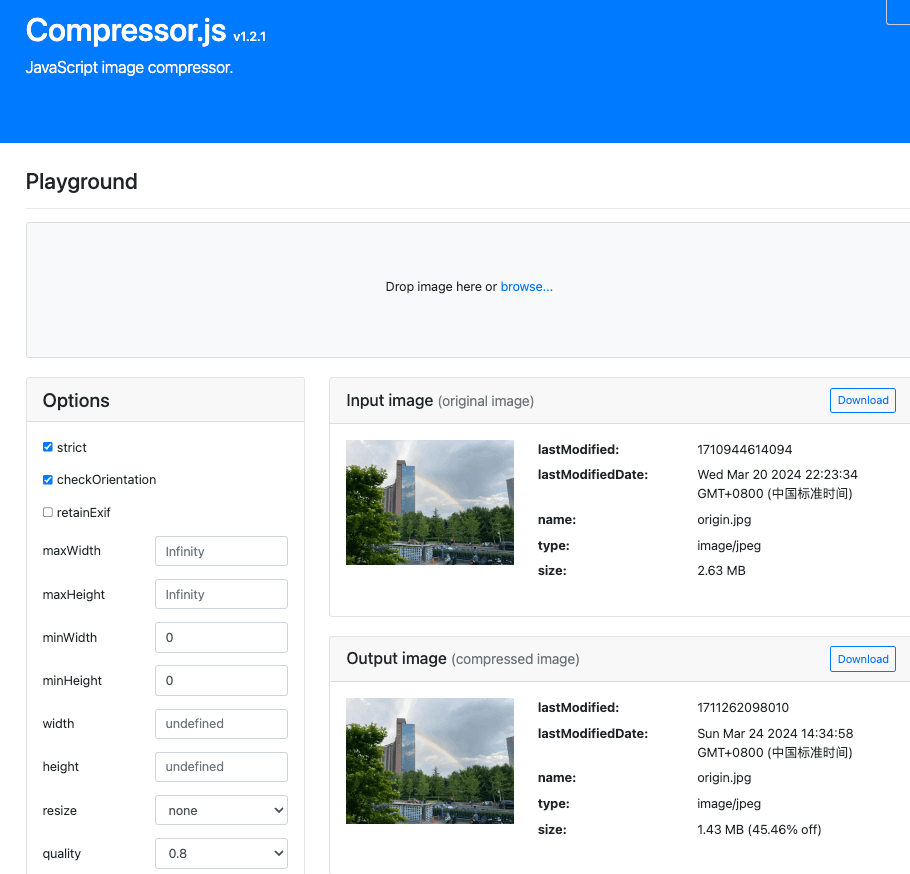 Compressor.js v1.2.1
JavaScript image compressor.
Playground
Drop image here or browse...
Options
strict
checkOrientation
retainExif
maxWidth Infinity
maxHeight Infinity
minWidth 0
minHeight 0
width undefined
height undefined
resize none
quality 0.8
Input image (original image) Download
lastModified: 1710944614094
lastModifiedDate: Wed Mar 20 2024 22:23:34
GMT+0800 (中国标准时间)
name: origin.jpg
type: image/jpeg
size: 2.63 MB
Output image (compressed image) Download
lastModified: 1711262098010
lastModifiedDate: Sun Mar 24 2024 14:34:58
GMT+0800 (中国标准时间)
name: origin.jpg
type: image/jpeg
size: 1.43 MB (45.46% off)